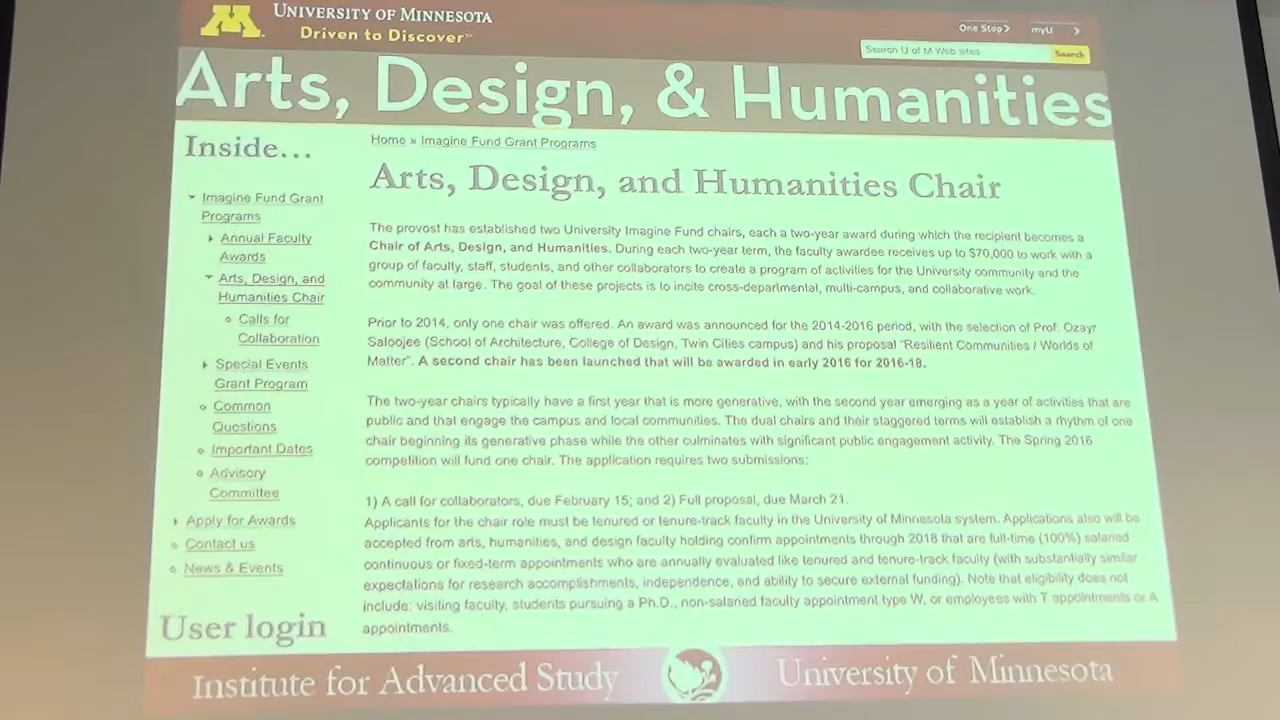 UNIVERSITY OF MINNESOTA
Driven to Discover℠
One Stop
myU
Search U of M Web sites
Search
Arts, Design, & Humanities
Inside...
Imagine Fund Grant
Programs
Annual Faculty
Awards
Arts, Design, and
Humanities Chair
Calls for
Collaboration
Special Events
Grant Program
Common
Questions
Important Dates
Advisory
Committee
Apply for Awards
Contact us
News & Events
User login
Home » Imagine Fund Grant Programs
Arts, Design, and Humanities Chair
The provost has established two University Imagine Fund chairs, each a two-year award during which the recipient becomes a
Chair of Arts, Design, and Humanities. During each two-year term, the faculty awardee receives up to $70,000 to work with a
group of faculty, staff, students, and other collaborators to create a program of activities for the University community and the
community at large. The goal of these projects is to incite cross-departmental, multi-campus, and collaborative work.
Prior to 2014, only one chair was offered. An award was announced for the 2014-2016 period, with the selection of Prof. Ozayr
Saloojee (School of Architecture, College of Design, Twin Cities campus) and his proposal "Resilient Communities / Worlds of
Matter". A second chair has been launched that will be awarded in early 2016 for 2016-18.
The two-year chairs typically have a first year that is more generative, with the second year emerging as a year of activities that are
public and that engage the campus and local communities. The dual chairs and their staggered terms will establish a rhythm of one
chair beginning its generative phase while the other culminates with significant public engagement activity. The Spring 2016
competition will fund one chair. The application requires two submissions:
1) A call for collaborators, due February 15; and 2) Full proposal, due March 21.
Applicants for the chair role must be tenured or tenure-track faculty in the University of Minnesota system. Applications also will be
accepted from arts, humanities, and design faculty holding confirm appointments through 2018 that are full-time (100%) salaried
continuous or fixed-term appointments who are annually evaluated like tenured and tenure-track faculty (with substantially similar
expectations for research accomplishments, independence, and ability to secure external funding). Note that eligibility does not
include: visiting faculty, students pursuing a Ph.D., non-salaried faculty appointment type W, or employees with T appointments or A
appointments.
Institute for Advanced Study
University of Minnesota